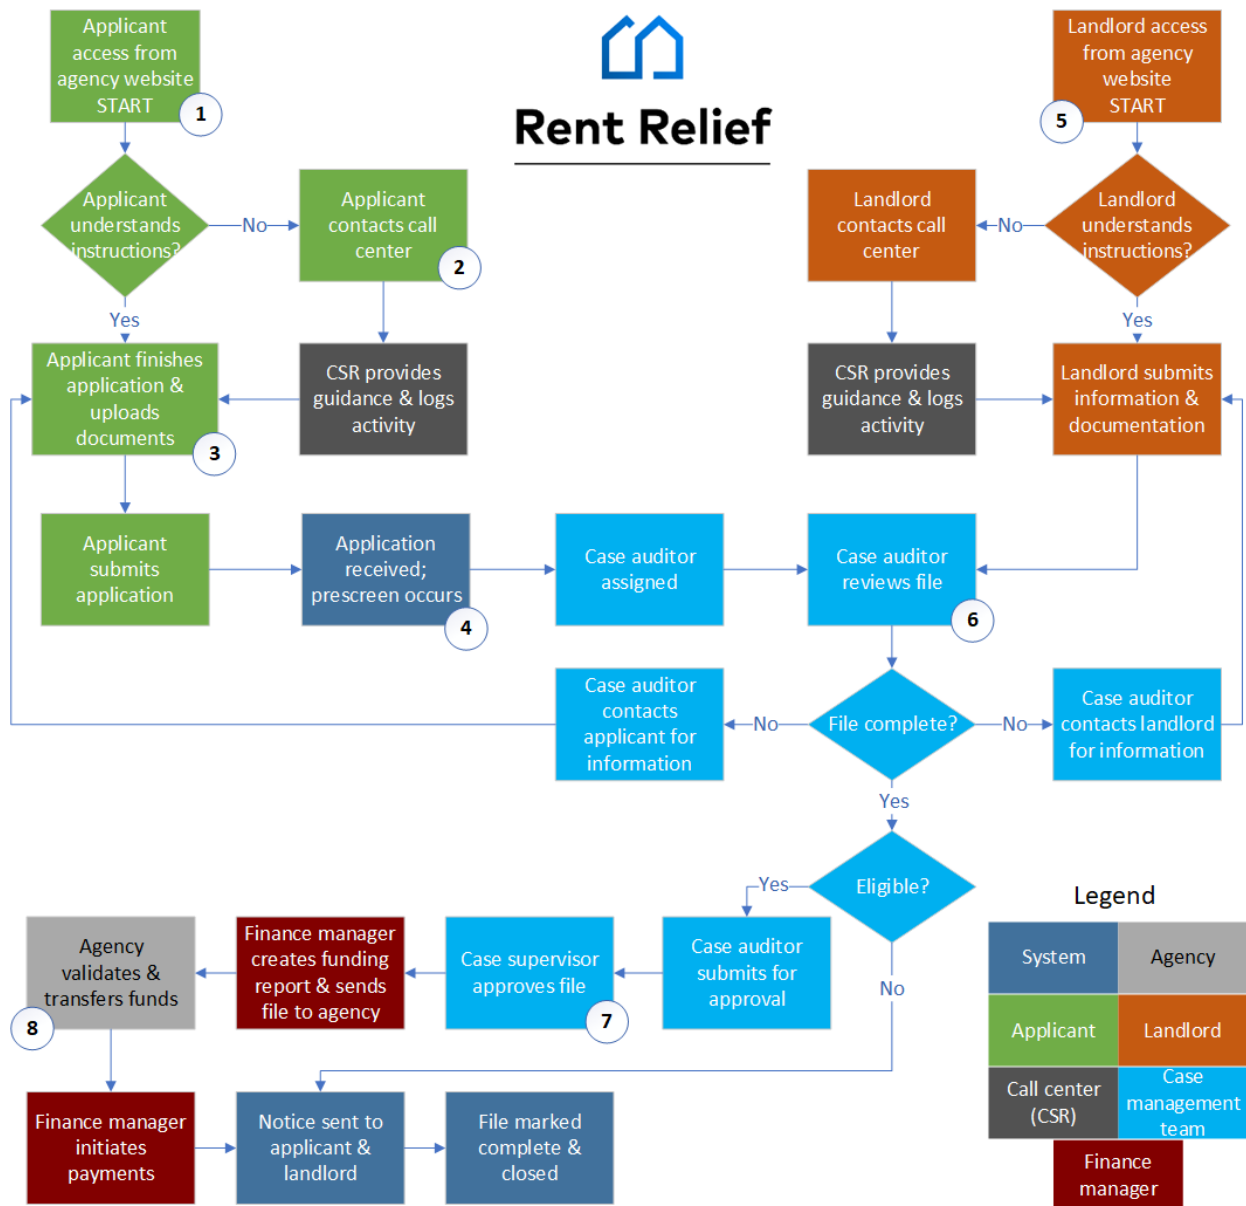 Applicant
access from
agency website
START
1
Rent Relief
Landlord access
from agency
website
START
5
Applicant
understands
instructions?
No
Applicant
contacts call
center
2
Landlord
contacts call
center
No
Landlord
understands
instructions?
Yes
Yes
Applicant finishes
application &
uploads
documents
3
CSR provides
guidance & logs
activity
CSR provides
guidance & logs
activity
Landlord submits
information &
documentation
Applicant
submits
application
Application
received;
prescreen occurs
4
Case auditor
assigned
Case auditor
reviews file
6
Case auditor
contacts
applicant for
information
No
File complete?
No
Case auditor
contacts landlord
for information
Yes
Eligible?
Yes
No
Agency
validates &
transfers funds
8
Finance manager
creates funding
report & sends
file to agency
Case supervisor
approves file
7
Case auditor
submits for
approval
Finance manager
initiates
payments
Notice sent to
applicant &
landlord
File marked
complete &
closed
Legend
System
Agency
Applicant
Landlord
Call center
(CSR)
Case
management
team
Finance
manager